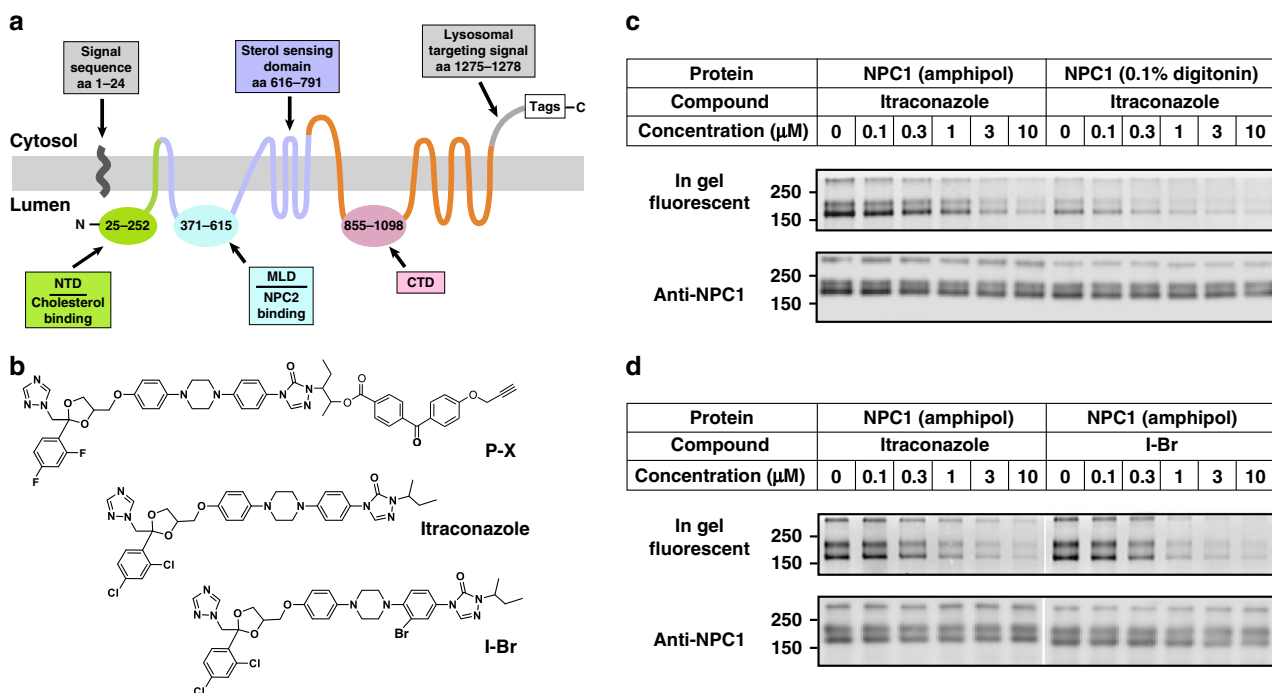 a
Signal
sequence
aa 1–24
Sterol sensing
domain
aa 616–791
Lysosomal
targeting signal
aa 1275–1278
Tags
C
Cytosol
Lumen
N
25–252
371–615
855–1098
NTD
Cholesterol
binding
MLD
NPC2
binding
CTD
b
N
N
N
O
O
O
N
N
N
O
N
N
O
O
O
O
F
F
P-X
N
N
N
O
O
O
N
N
N
O
N
N
Cl
Cl
Itraconazole
N
N
N
O
O
O
N
N
Br
N
O
N
N
Cl
Cl
I-Br
c
Protein NPC1 (amphipol) NPC1 (0.1% digitonin)
Compound Itraconazole Itraconazole
Concentration (μM) 0 0.1 0.3 1 3 10 0 0.1 0.3 1 3 10
In gel
fluorescent
250
150
Anti-NPC1
250
150
d
Protein NPC1 (amphipol) NPC1 (amphipol)
Compound Itraconazole I-Br
Concentration (μM) 0 0.1 0.3 1 3 10 0 0.1 0.3 1 3 10
In gel
fluorescent
250
150
Anti-NPC1
250
150